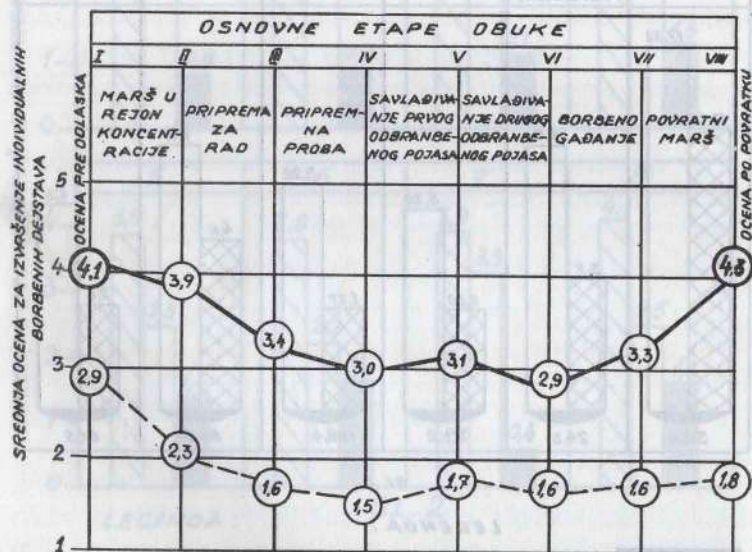 OSNOVNE ETAPE OBUKE
I II III IV V VI VII VIII
OCENA PRE ODLASKA
MARŠ U
REJON
KONCENT-
RACIJE
PRIPREMA
ZA
RAD
PRIPREM-
NA
PROBA
SAVLAĐIVA-
NJE PRVOG
ODBRANBE-
NOG POJASA
SAVLAĐIVA-
NJE DRUGOG
ODBRANBE-
NOG POJASA
BORBENO
GAĐANJE
POVRATNI
MARŠ
OCENA PO POVRATKU
SREDNJA OCENA ZA IZVRŠENJE INDIVIDUALNIH
BORBENIH DEJSTAVA
5
4
3
2
1
4,1 3,9 3,4 3,0 3,1 2,9 3,3
2,9 2,3 1,6 1,5 1,7 1,6 1,6 1,8